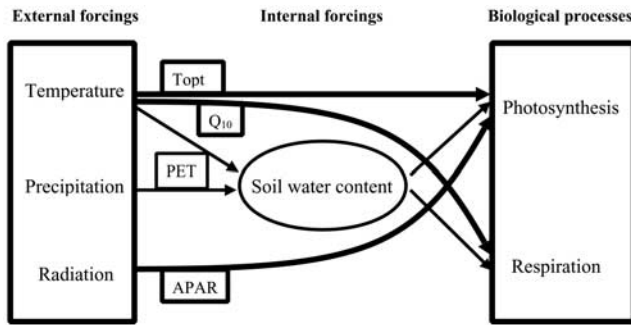 External forcings
Internal forcings
Biological processes
Topt
Temperature
Photosynthesis
Q₁₀
PET
Precipitation
Soil water content
Radiation
Respiration
APAR